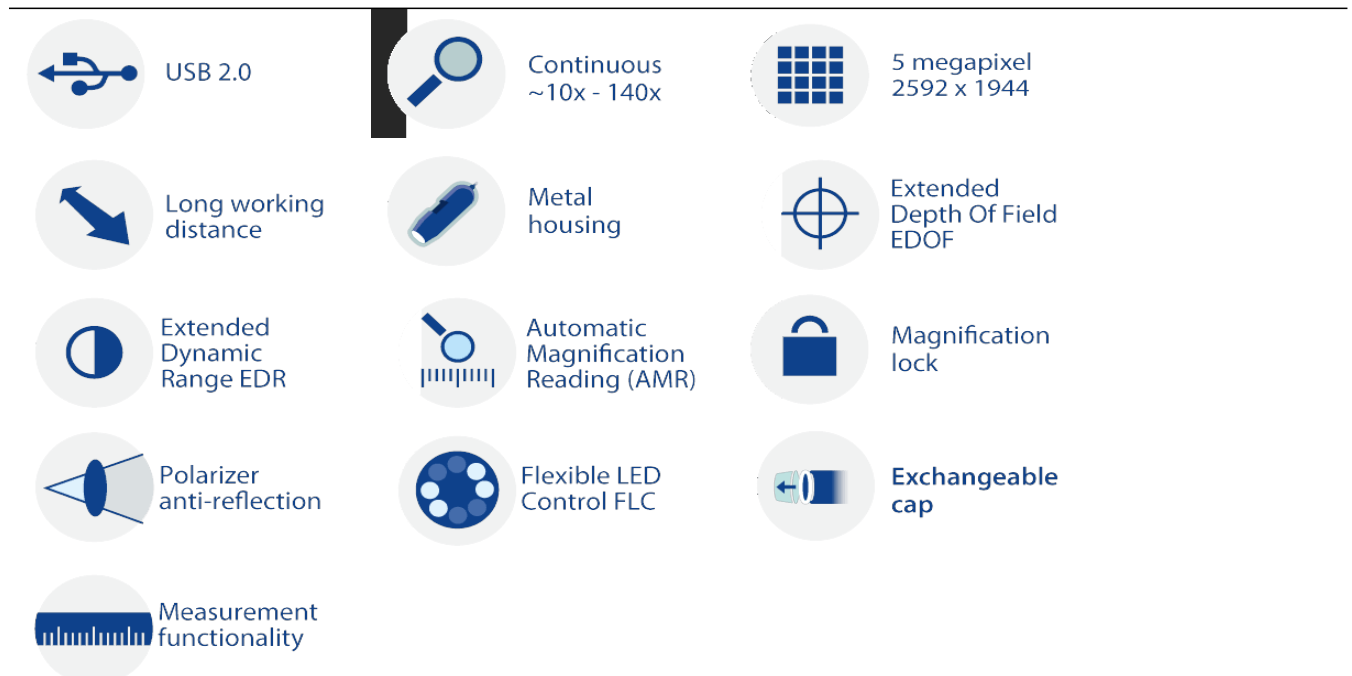 USB 2.0
Continuous
~10x - 140x
5 megapixel
2592 x 1944
Long working
distance
Metal
housing
Extended
Depth Of Field
EDOF
Extended
Dynamic
Range EDR
Automatic
Magnification
Reading (AMR)
Magnification
lock
Polarizer
anti-reflection
Flexible LED
Control FLC
Exchangeable
cap
Measurement
functionality